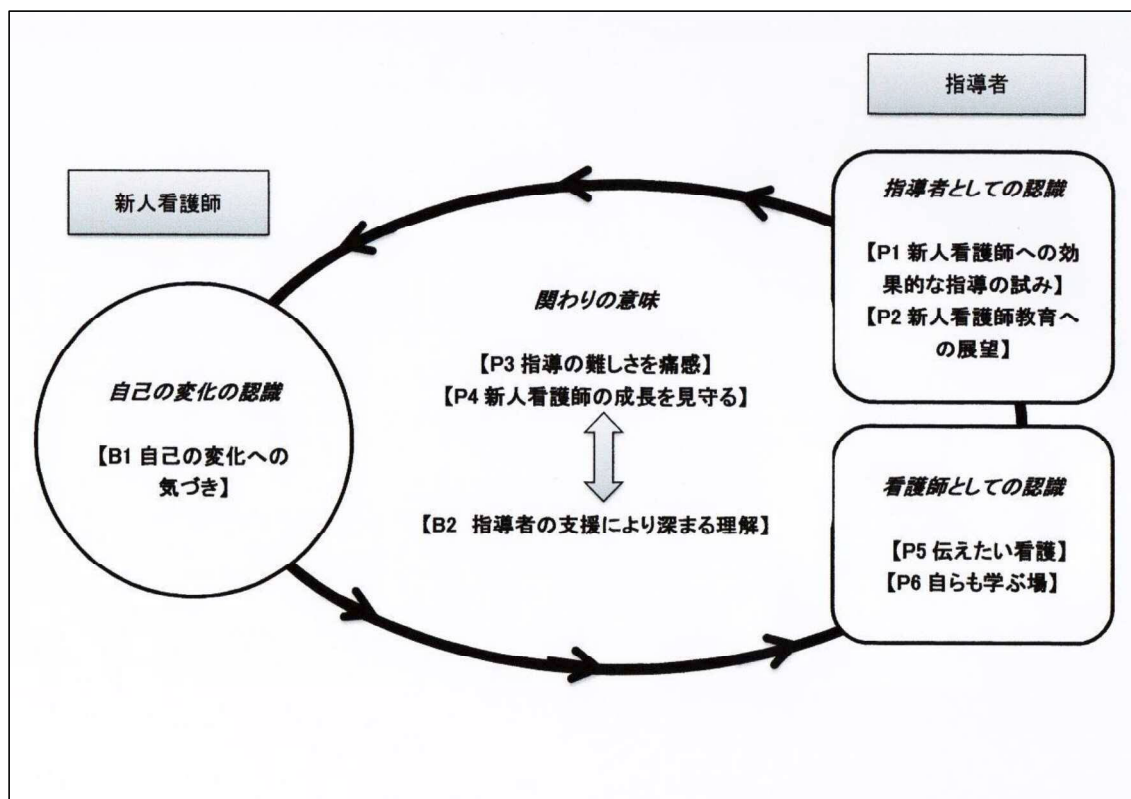 指導者
新人看護師
指導者としての認識
【P1 新人看護師への効
果的な指導の試み】
【P2 新人看護師教育へ
の展望】
関わりの意味
【P3 指導の難しさを痛感】
【P4 新人看護師の成長を見守る】
【B2 指導者の支援により深まる理解】
自己の変化の認識
【B1 自己の変化への
気づき】
看護師としての認識
【P5 伝えたい看護】
【P6 自らも学ぶ場】